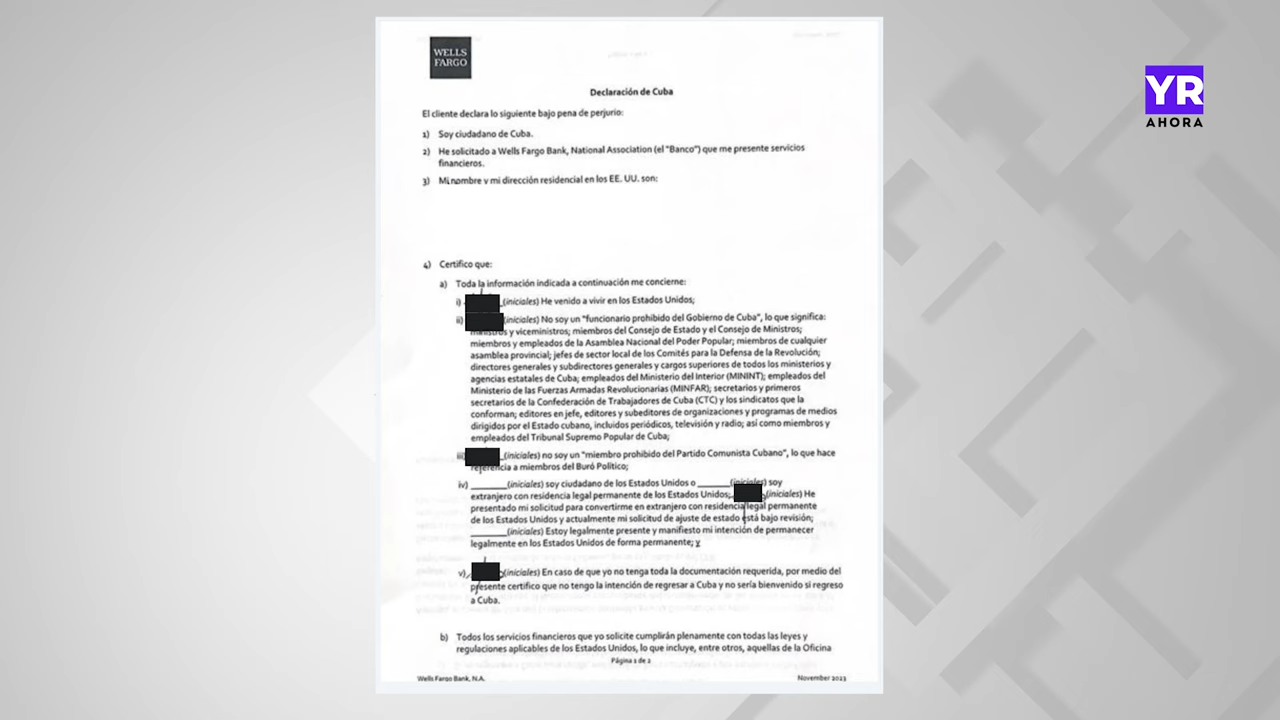 WELLS
FARGO
YR
AHORA
Declaración de Cuba
El cliente declara lo siguiente bajo pena de perjurio:
1) Soy ciudadano de Cuba.
2) He solicitado a Wells Fargo Bank, National Association (el "Banco") que me presente servicios
financieros.
3) Mi nombre y mi dirección residencial en los EE. UU. son:
4) Certifico que:
a) Toda la información indicada a continuación me concierne:
i) (iniciales) He venido a vivir en los Estados Unidos;
ii) (iniciales) No soy un "funcionario prohibido del Gobierno de Cuba", lo que significa:
ministros y viceministros; miembros del Consejo de Estado y el Consejo de Ministros;
miembros y empleados de la Asamblea Nacional del Poder Popular; miembros de cualquier
asamblea provincial; jefes de sector local de los Comités para la Defensa de la Revolución;
directores generales y subdirectores generales y cargos superiores de todos los ministerios y
agencias estatales de Cuba; empleados del Ministerio del Interior (MININT); empleados del
Ministerio de las Fuerzas Armadas Revolucionarias (MINFAR); secretarios y primeros
secretarios de la Confederación de Trabajadores de Cuba (CTC) y los sindicatos que la
conforman; editores en jefe, editores y subeditores de organizaciones y programas de medios
dirigidos por el Estado cubano, incluidos periódicos, televisión y radio; así como miembros y
empleados del Tribunal Supremo Popular de Cuba;
iii) _(iniciales) no soy un "miembro prohibido del Partido Comunista Cubano", lo que hace
referencia a miembros del Buró Político;
iv) _______(iniciales) soy ciudadano de los Estados Unidos o ______(iniciales) soy
extranjero con residencia legal permanente de los Estados Unidos; (iniciales) He
presentado mi solicitud para convertirme en extranjero con residencia legal permanente
de los Estados Unidos y actualmente mi solicitud de ajuste de estado está bajo revisión;
_______(iniciales) Estoy legalmente presente y manifiesto mi intención de permanecer
legalmente en los Estados Unidos de forma permanente; y
v) (iniciales) En caso de que yo no tenga toda la documentación requerida, por medio del
presente certifico que no tengo la intención de regresar a Cuba y no sería bienvenido si regreso
a Cuba.
b) Todos los servicios financieros que yo solicite cumplirán plenamente con todas las leyes y
regulaciones aplicables de los Estados Unidos, lo que incluye, entre otros, aquellas de la Oficina
Página 1 de 2
Wells Fargo Bank, N.A.
November 2023